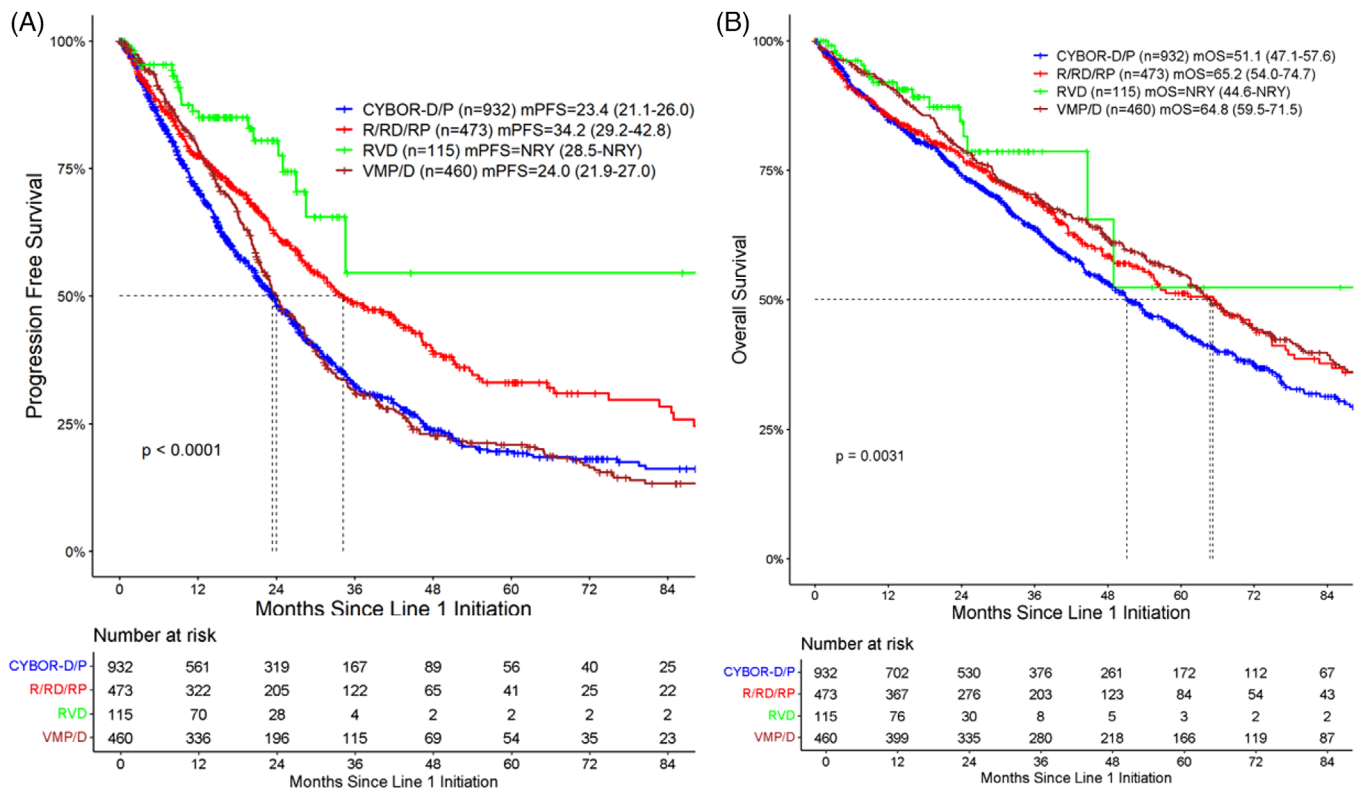 (A)
100%
75%
50%
25%
0%
Progression Free Survival
CYBOR-D/P (n=932) mPFS=23.4 (21.1-26.0)
R/RD/RP (n=473) mPFS=34.2 (29.2-42.8)
RVD (n=115) mPFS=NRY (28.5-NRY)
VMP/D (n=460) mPFS=24.0 (21.9-27.0)
p < 0.0001
0 12 24 36 48 60 72 84
Months Since Line 1 Initiation
Number at risk
CYBOR-D/P 932 561 319 167 89 56 40 25
R/RD/RP 473 322 205 122 65 41 25 22
RVD 115 70 28 4 2 2 2 2
VMP/D 460 336 196 115 69 54 35 23
0 12 24 36 48 60 72 84
Months Since Line 1 Initiation
(B)
100%
75%
50%
25%
0%
Overall Survival
CYBOR-D/P (n=932) mOS=51.1 (47.1-57.6)
R/RD/RP (n=473) mOS=65.2 (54.0-74.7)
RVD (n=115) mOS=NRY (44.6-NRY)
VMP/D (n=460) mOS=64.8 (59.5-71.5)
p = 0.0031
0 12 24 36 48 60 72 84
Months Since Line 1 Initiation
Number at risk
CYBOR-D/P 932 702 530 376 261 172 112 67
R/RD/RP 473 367 276 203 123 84 54 43
RVD 115 76 30 8 5 3 2 2
VMP/D 460 399 335 280 218 166 119 87
0 12 24 36 48 60 72 84
Months Since Line 1 Initiation